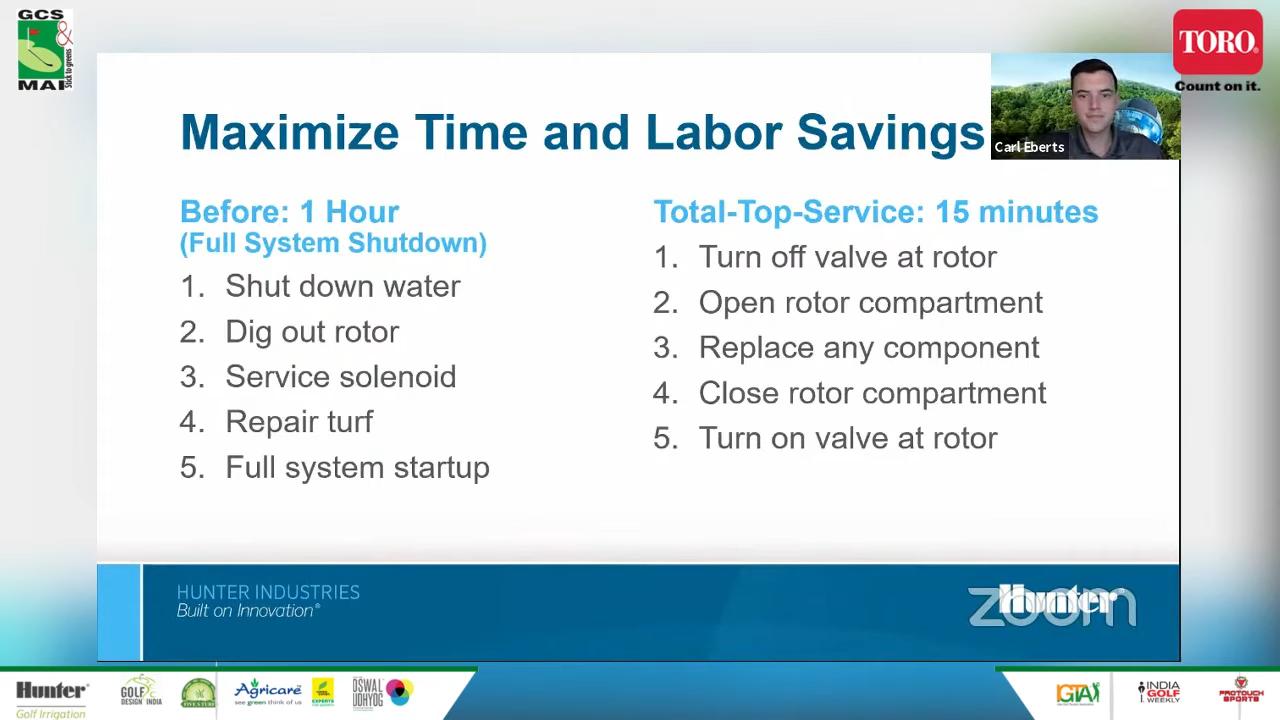 GCS
&
MAI
Stick to greens
TORO.
Count on it.
Maximize Time and Labor Savings
Carl Eberts
Before: 1 Hour
(Full System Shutdown)
1. Shut down water
2. Dig out rotor
3. Service solenoid
4. Repair turf
5. Full system startup
Total-Top-Service: 15 minutes
1. Turn off valve at rotor
2. Open rotor compartment
3. Replace any component
4. Close rotor compartment
5. Turn on valve at rotor
HUNTER INDUSTRIES
Built on Innovation®
Hunter
zoom
Hunter®
Golf Irrigation
GOLF
DESIGN INDIA
Agricare
see green think of us
OSWAL
UDHYOG
IGTA
INDIA
GOLF
WEEKLY
PROTOUCH
SPORTS